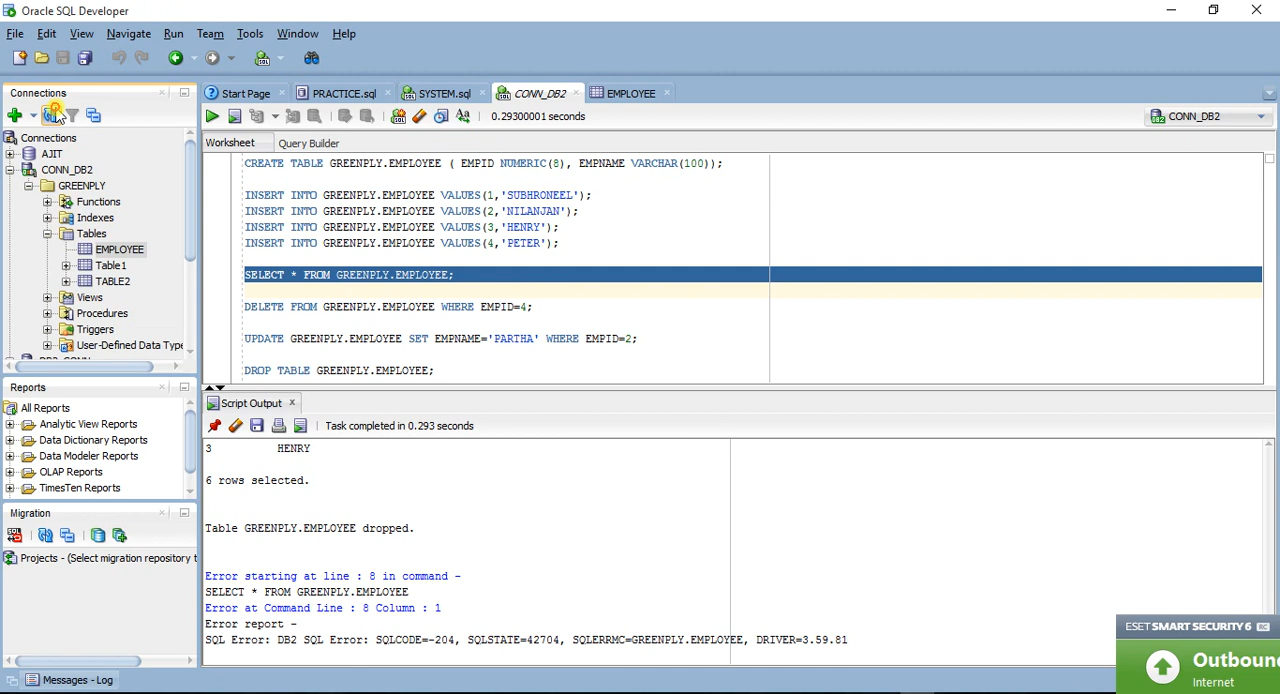 Oracle SQL Developer
File Edit View Navigate Run Team Tools Window Help
Connections
Start Page PRACTICE.sql SYSTEM.sql CONN_DB2 EMPLOYEE
0.29300001 seconds
CONN_DB2
Worksheet Query Builder
Connections
AJIT
CONN_DB2
GREENPLY
Functions
Indexes
Tables
EMPLOYEE
Table1
TABLE2
Views
Procedures
Triggers
User-Defined Data Type
CREATE TABLE GREENPLY.EMPLOYEE ( EMPID NUMERIC(8), EMPNAME VARCHAR(100));
INSERT INTO GREENPLY.EMPLOYEE VALUES(1,'SUBHRONEEL');
INSERT INTO GREENPLY.EMPLOYEE VALUES(2,'NILANJAN');
INSERT INTO GREENPLY.EMPLOYEE VALUES(3,'HENRY');
INSERT INTO GREENPLY.EMPLOYEE VALUES(4,'PETER');
SELECT * FROM GREENPLY.EMPLOYEE;
DELETE FROM GREENPLY.EMPLOYEE WHERE EMPID=4;
UPDATE GREENPLY.EMPLOYEE SET EMPNAME='PARTHA' WHERE EMPID=2;
DROP TABLE GREENPLY.EMPLOYEE;
Reports
All Reports
Analytic View Reports
Data Dictionary Reports
Data Modeler Reports
OLAP Reports
TimesTen Reports
Migration
Projects - (Select migration repository t
Script Output
Task completed in 0.293 seconds
3 HENRY
6 rows selected.
Table GREENPLY.EMPLOYEE dropped.
Error starting at line : 8 in command -
SELECT * FROM GREENPLY.EMPLOYEE
Error at Command Line : 8 Column : 1
Error report -
SQL Error: DB2 SQL Error: SQLCODE=-204, SQLSTATE=42704, SQLERRMC=GREENPLY.EMPLOYEE, DRIVER=3.59.81
ESET SMART SECURITY 6
Outboun
Internet
Messages - Log